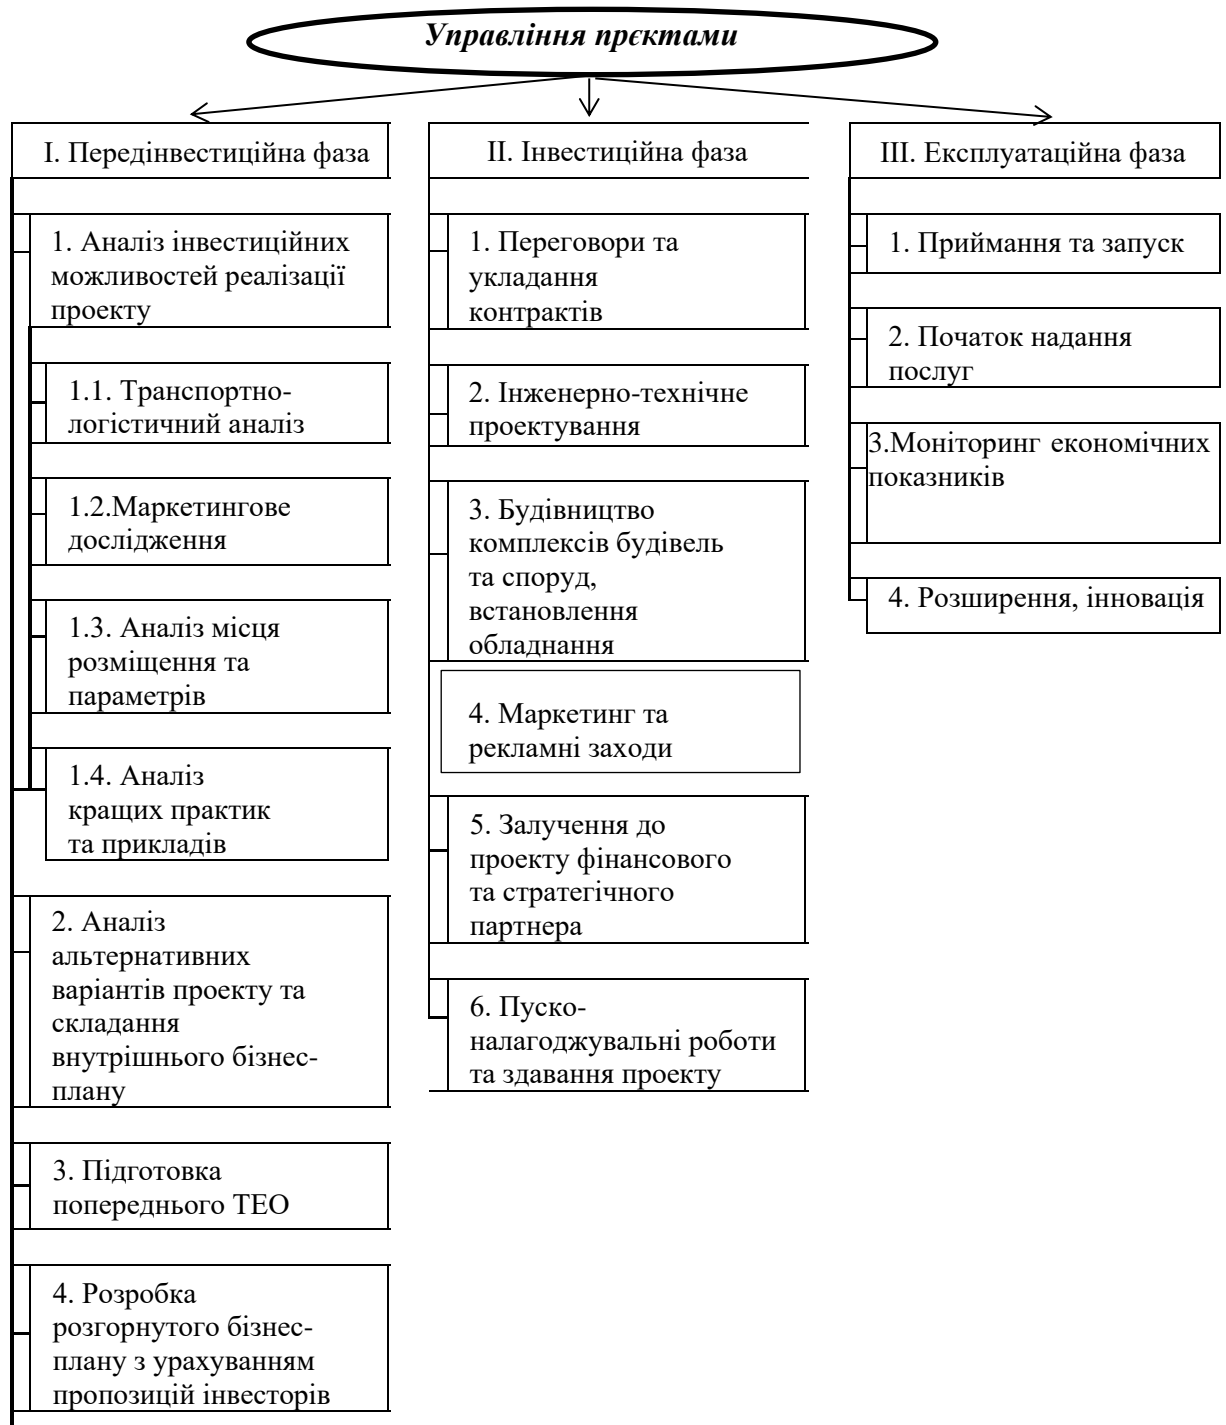 Управління прєктами
І. Передінвестиційна фаза
1. Аналіз інвестиційних
можливостей реалізації
проекту
1.1. Транспортно-
логістичний аналіз
1.2.Маркетингове
дослідження
1.3. Аналіз місця
розміщення та
параметрів
1.4. Аналіз
кращих практик
та прикладів
2. Аналіз
альтернативних
варіантів проекту та
складання
внутрішнього бізнес-
плану
3. Підготовка
попереднього ТЕО
4. Розробка
розгорнутого бізнес-
плану з урахуванням
пропозицій інвесторів
ІІ. Інвестиційна фаза
1. Переговори та
укладання
контрактів
2. Інженерно-технічне
проектування
3. Будівництво
комплексів будівель
та споруд,
встановлення
обладнання
4. Маркетинг та
рекламні заходи
5. Залучення до
проекту фінансового
та стратегічного
партнера
6. Пуско-
налагоджувальні роботи
та здавання проекту
ІІІ. Експлуатаційна фаза
1. Приймання та запуск
2. Початок надання
послуг
3.Моніторинг економічних
показників
4. Розширення, інновація